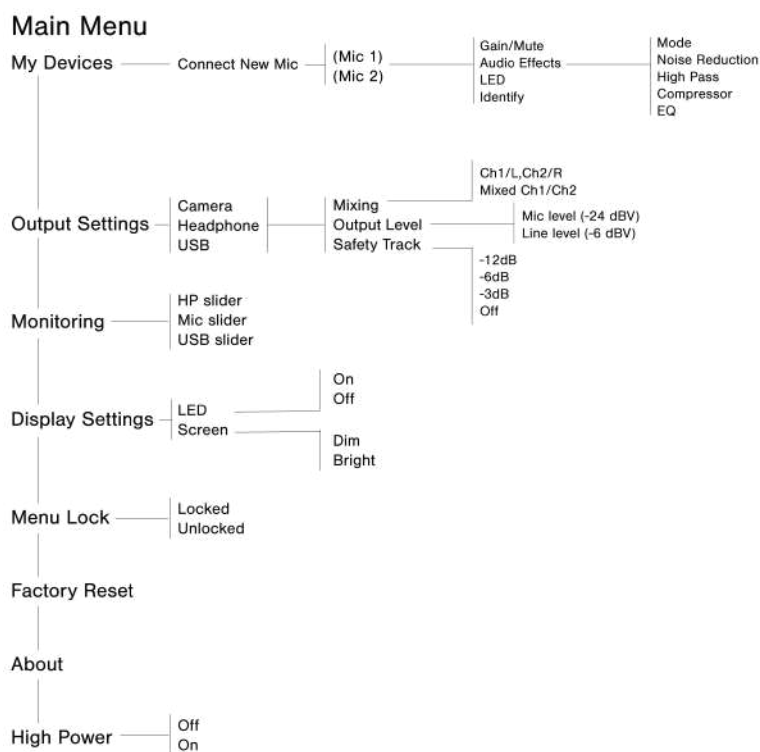 Main Menu
My Devices
Connect New Mic
(Mic 1)
(Mic 2)
Gain/Mute
Audio Effects
LED
Identify
Mode
Noise Reduction
High Pass
Compressor
EQ
Output Settings
Camera
Headphone
USB
Mixing
Output Level
Safety Track
Ch1/L,Ch2/R
Mixed Ch1/Ch2
Mic level (-24 dBV)
Line level (-6 dBV)
-12dB
-6dB
-3dB
Off
Monitoring
HP slider
Mic slider
USB slider
Display Settings
LED
Screen
On
Off
Dim
Bright
Menu Lock
Locked
Unlocked
Factory Reset
About
High Power
Off
On